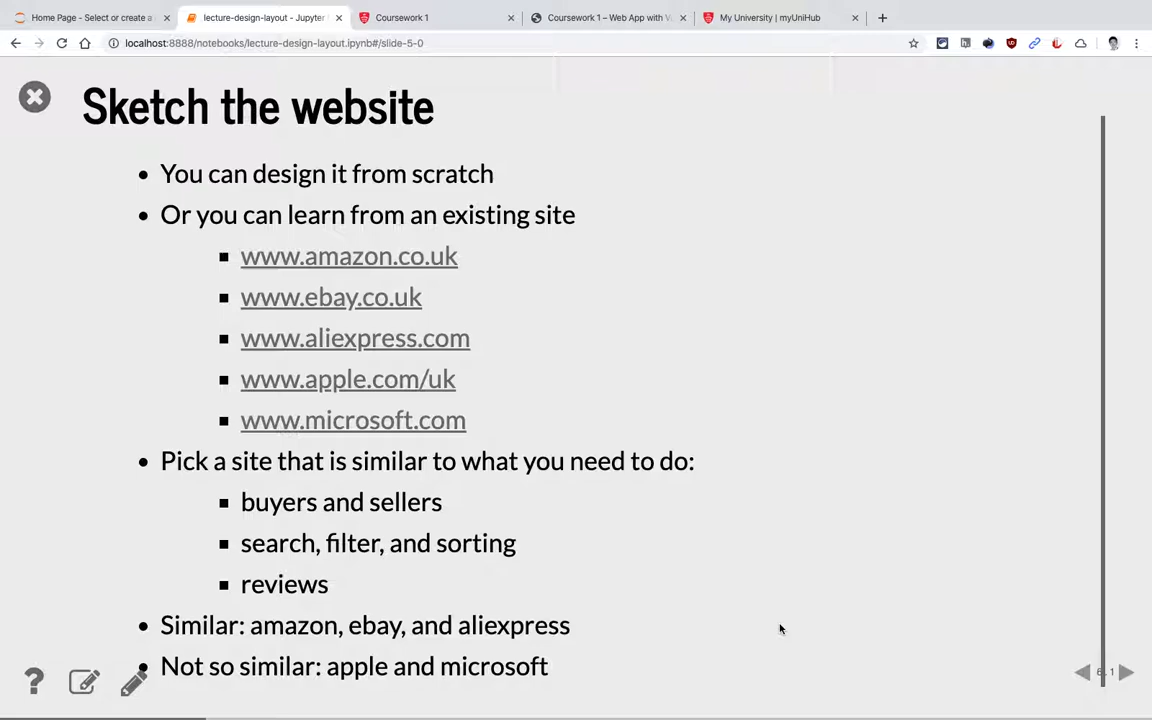 Home Page - Select or create a
lecture-design-layout - Jupyter
Coursework 1
Coursework 1 – Web App with V
My University | myUniHub
localhost:8888/notebooks/lecture-design-layout.ipynb#/slide-5-0
Sketch the website
You can design it from scratch
Or you can learn from an existing site
www.amazon.co.uk
www.ebay.co.uk
www.aliexpress.com
www.apple.com/uk
www.microsoft.com
Pick a site that is similar to what you need to do:
buyers and sellers
search, filter, and sorting
reviews
Similar: amazon, ebay, and aliexpress
Not so similar: apple and microsoft